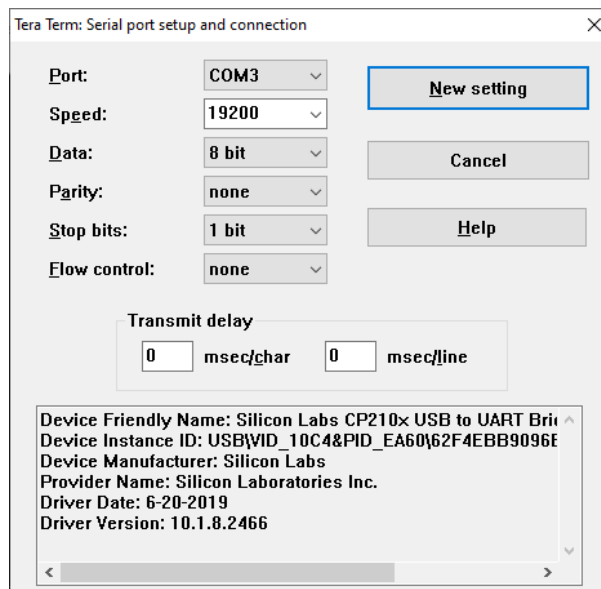 Tera Term: Serial port setup and connection
Port: COM3
New setting
Speed: 19200
Data: 8 bit
Cancel
Parity: none
Stop bits: 1 bit
Help
Flow control: none
Transmit delay
0 msec/char 0 msec/line
Device Friendly Name: Silicon Labs CP210x USB to UART
Device Instance ID: USB\VID_10C4&PID_EA60\62F4EBB9096
Device Manufacturer: Silicon Labs
Provider Name: Silicon Laboratories Inc.
Driver Date: 6-20-2019
Driver Version: 10.1.8.2466